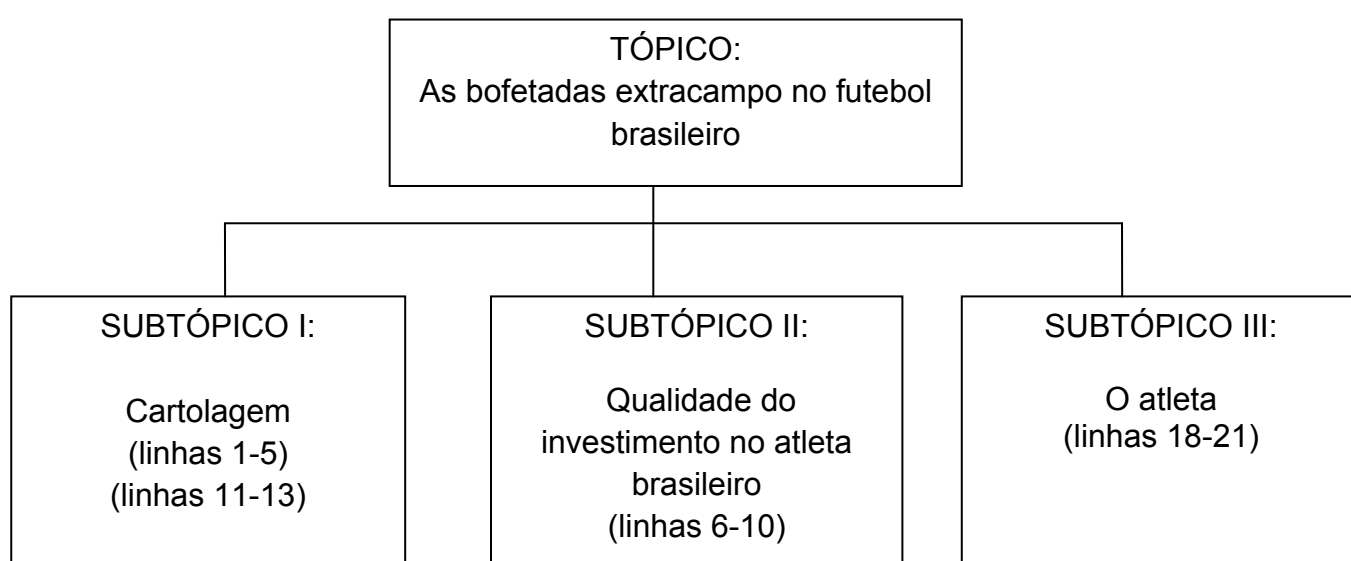 TÓPICO:
As bofetadas extracampo no futebol
brasileiro
SUBTÓPICO I:
Cartolagem
(linhas 1-5)
(linhas 11-13)
SUBTÓPICO II:
Qualidade do
investimento no atleta
brasileiro
(linhas 6-10)
SUBTÓPICO III:
O atleta
(linhas 18-21)